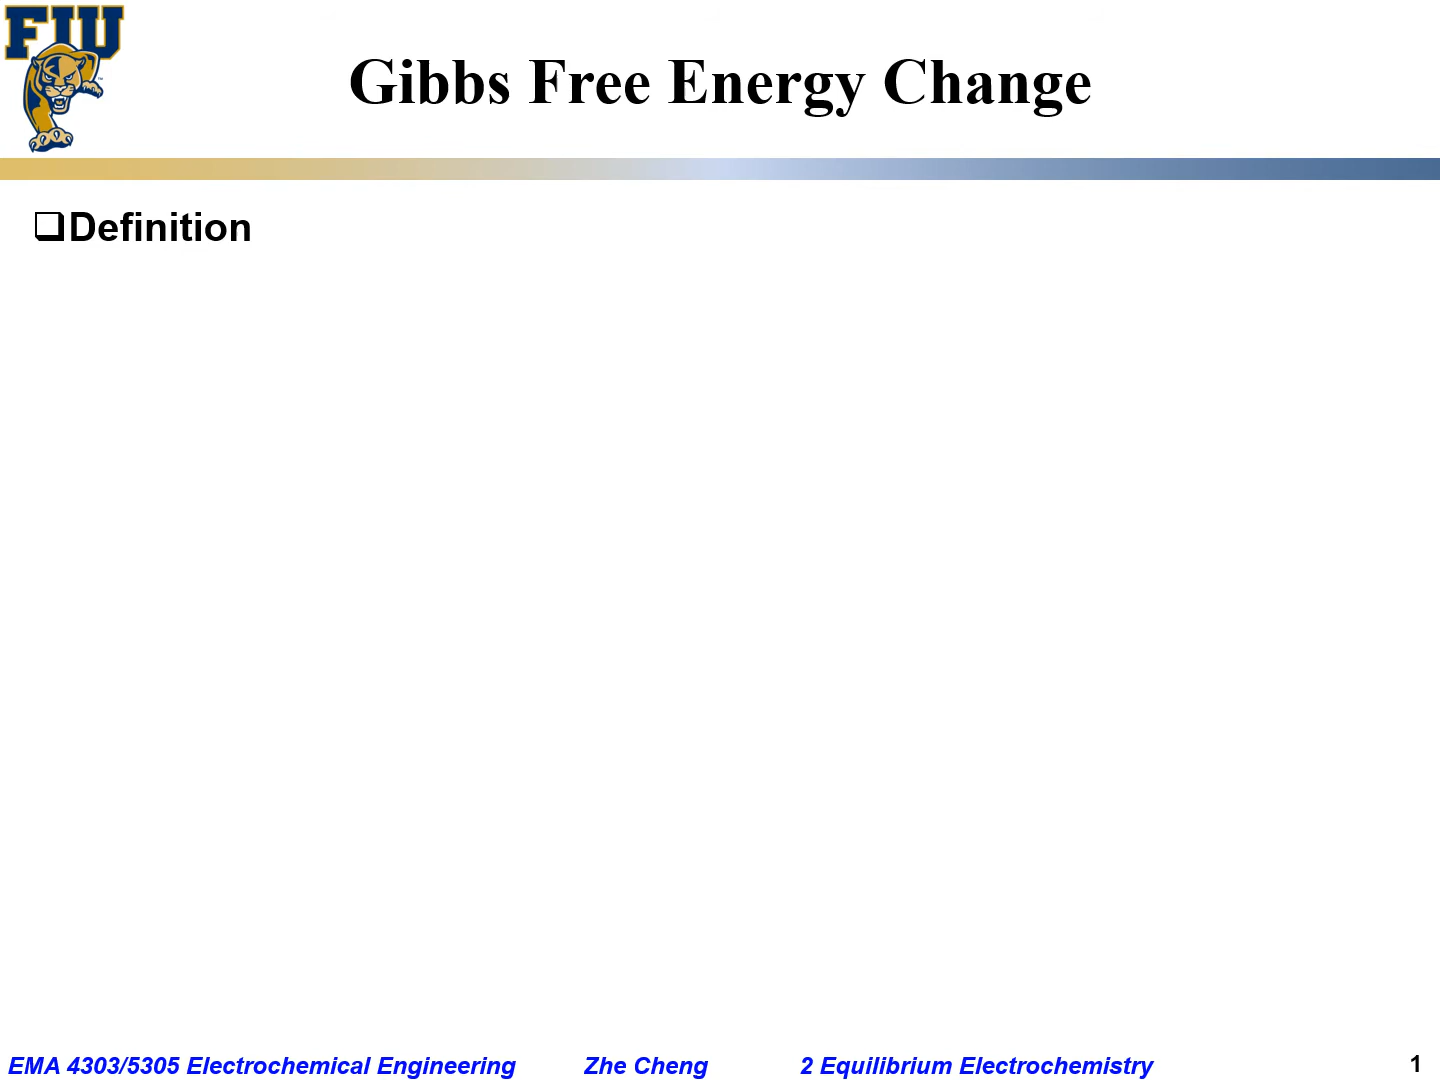 FIU
Gibbs Free Energy Change
❑Definition
EMA 4303/5305 Electrochemical Engineering Zhe Cheng 2 Equilibrium Electrochemistry 1